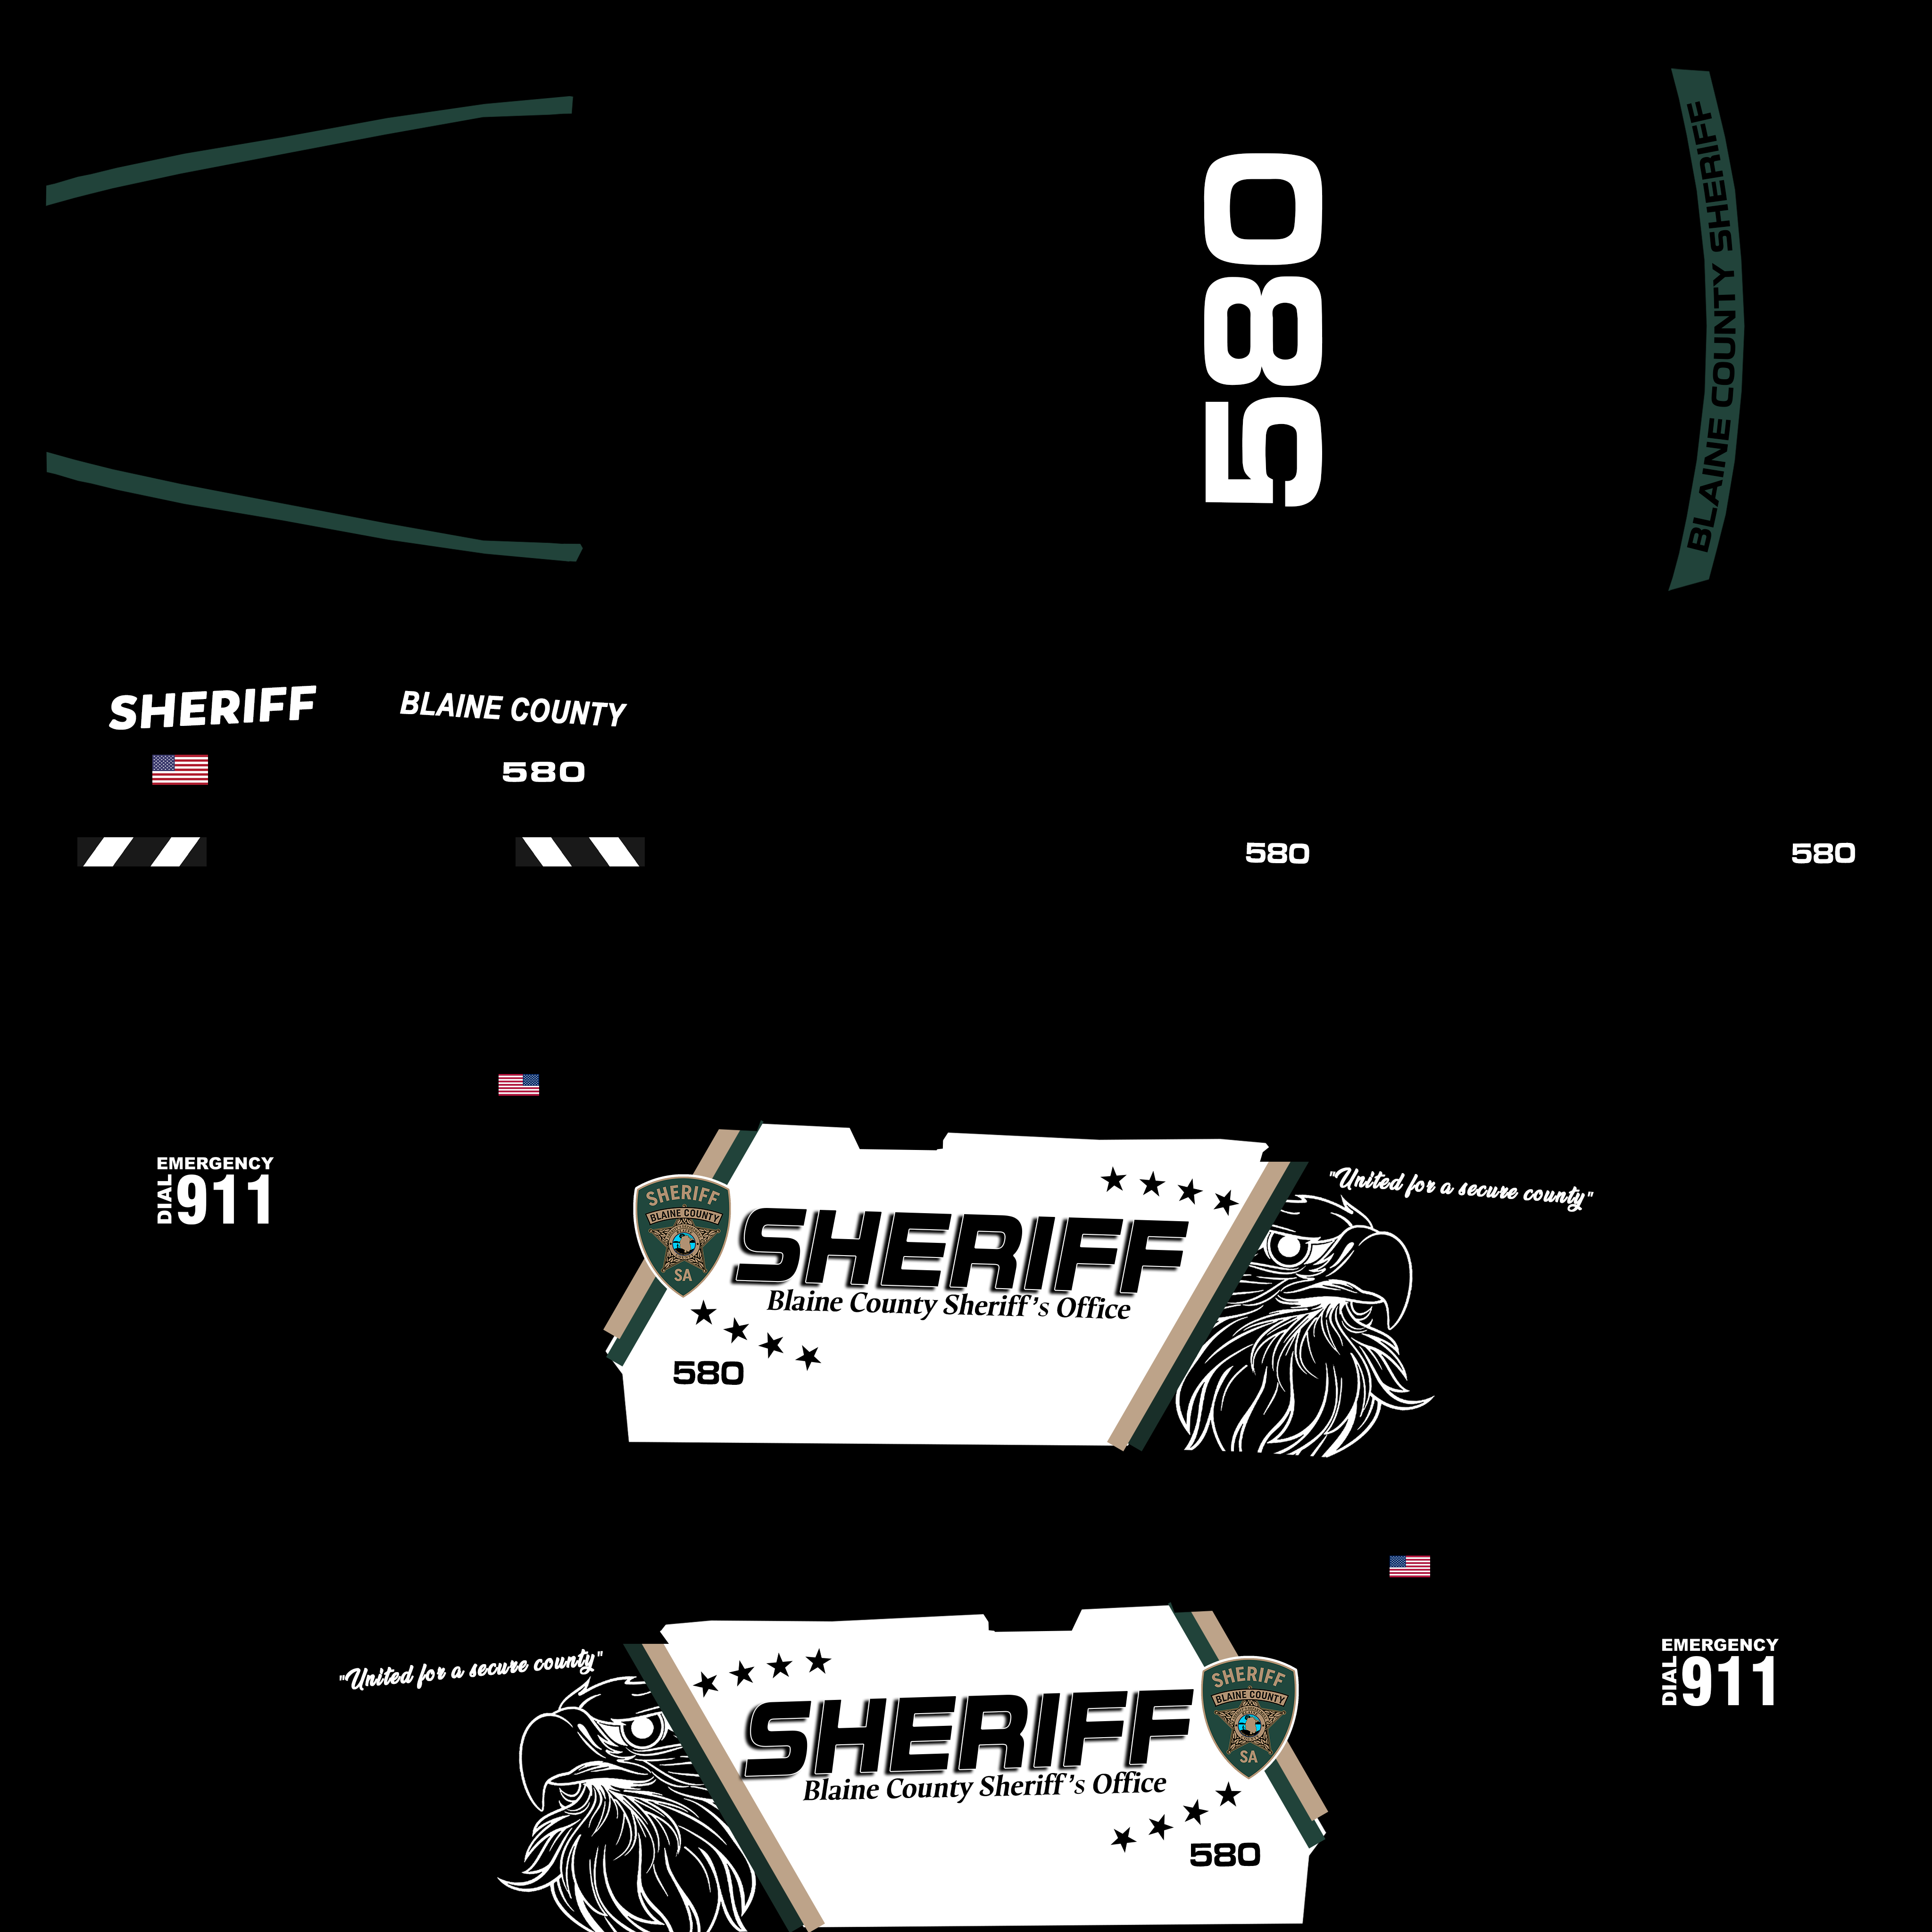 580
BLAINE COUNTY SHERIFF
SHERIFF
BLAINE COUNTY
580
580
580
EMERGENCY
DIAL
911
"United for a secure county"
SHERIFF
BLAINE COUNTY
SA
SHERIFF
Blaine County Sheriff's Office
580
"United for a secure county"
SHERIFF
Blaine County Sheriff's Office
SHERIFF
BLAINE COUNTY
SA
580
EMERGENCY
DIAL
911